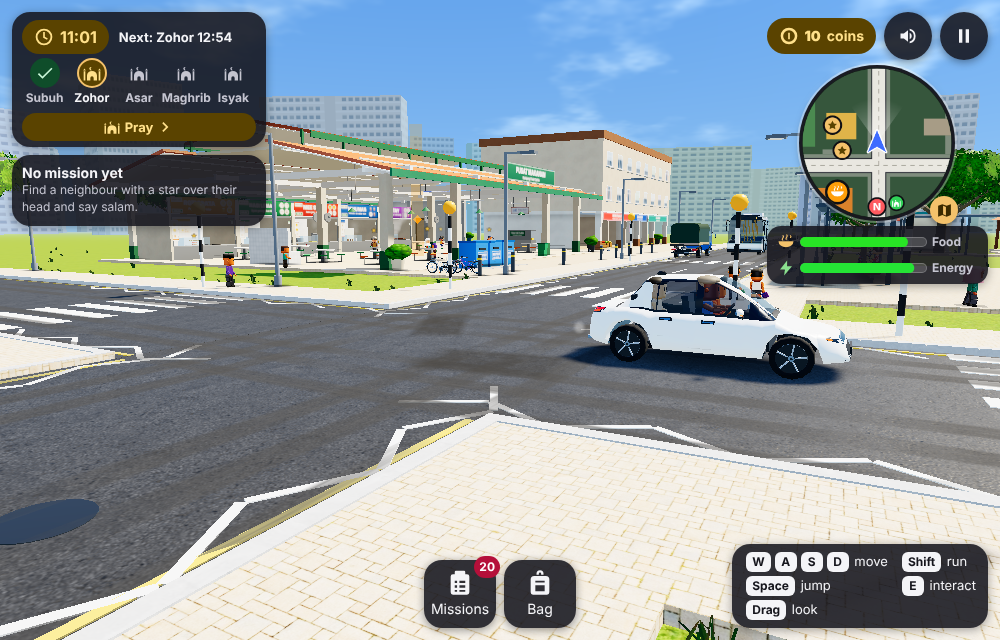 11:01
Next: Zohor 12:54
Subuh
Zohor
Asar
Maghrib
Isyak
Pray
No mission yet
Find a neighbour with a star over their
head and say salam.
10 coins
N
Food
Energy
20
Missions
Bag
W A S D move
Shift run
Space jump
E interact
Drag look